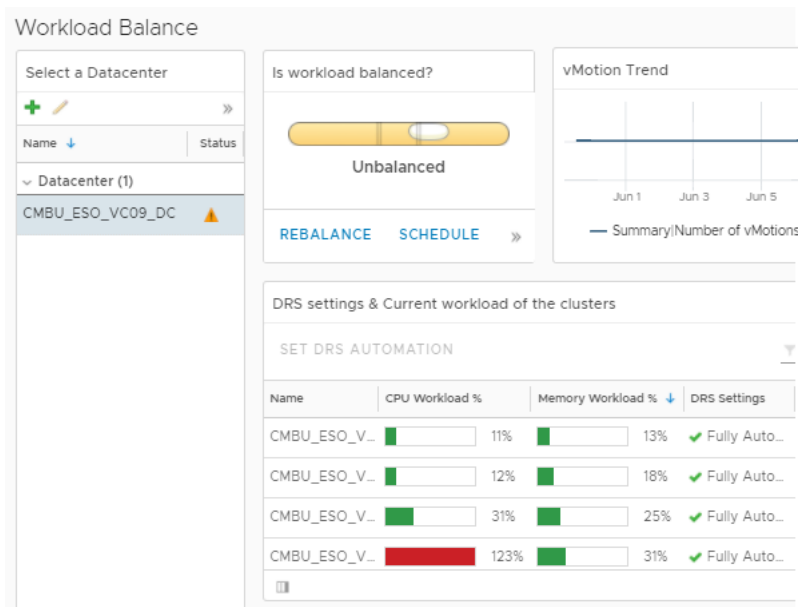 Workload Balance
Select a Datacenter
Name Status
Datacenter (1)
CMBU_ESO_VC09_DC
Is workload balanced?
Unbalanced
REBALANCE SCHEDULE
vMotion Trend
Jun 1 Jun 3 Jun 5
Summary|Number of vMotions
DRS settings & Current workload of the clusters
SET DRS AUTOMATION
Name CPU Workload % Memory Workload % DRS Settings
CMBU_ESO_V... 11% 13% Fully Auto...
CMBU_ESO_V... 12% 18% Fully Auto...
CMBU_ESO_V... 31% 25% Fully Auto...
CMBU_ESO_V... 123% 31% Fully Auto...